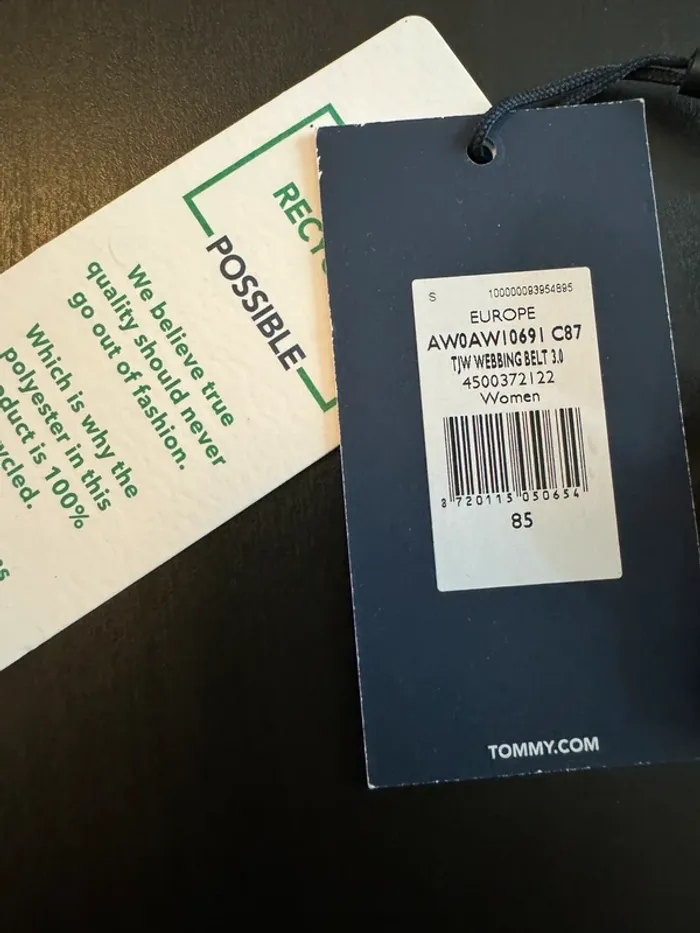 RECY
POSSIBLE
We believe true
quality should never
go out of fashion.
Which is why the
polyester in this
duct is 100%
ycled.
S
100000093954895
EUROPE
AW0AW10691 C87
TJW WEBBING BELT 3.0
4500372122
Women
8 720115 050654
85
TOMMY.COM